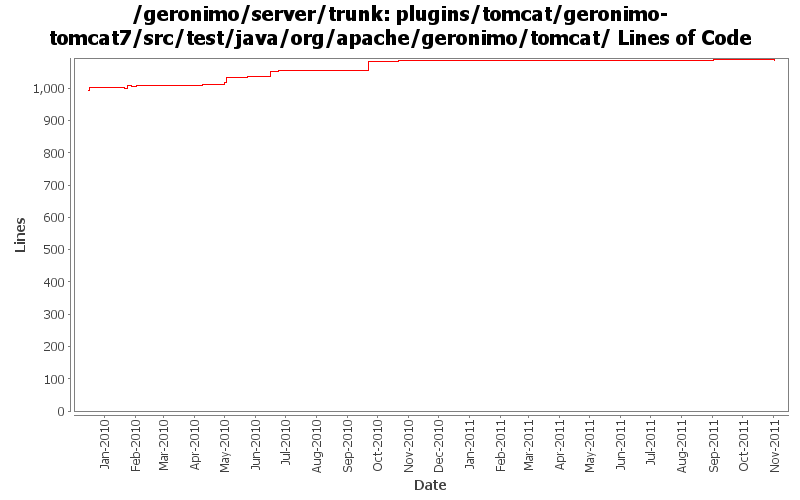 /geronimo/server/trunk: plugins/tomcat/geronimo-
tomcat7/src/test/java/org/apache/geronimo/tomcat/ Lines of Code
Lines
1,000
900
800
700
600
500
400
300
200
100
0
Jan-2010
Feb-2010
Mar-2010
Apr-2010
May-2010
Jun-2010
Jul-2010
Aug-2010
Sep-2010
Oct-2010
Nov-2010
Dec-2010
Jan-2011
Feb-2011
Mar-2011
Apr-2011
May-2011
Jun-2011
Jul-2011
Aug-2011
Sep-2011
Oct-2011
Nov-2011
Date